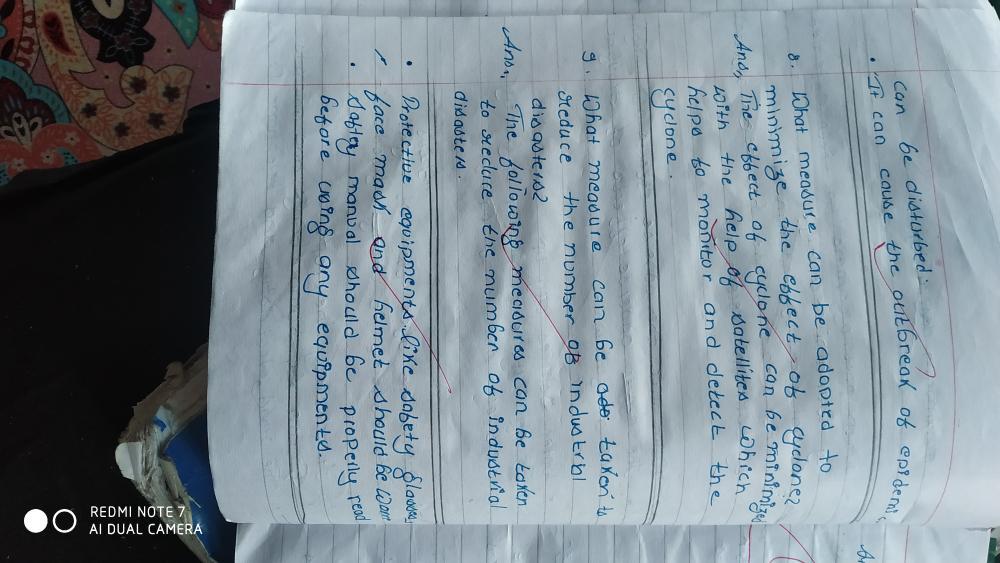 can be disturbed.
• It can cause the outbreak of epidemic
8. What measure can be adopted to
minimize the effect of cyclone?
Ans, The effect of cyclone can be minimized
with the help of satellites which
helps to monitor and detect the
cyclone.
9. What measure can be taken to
reduce the number of industrial
disasters?
Ans, The following measures can be taken
to reduce the number of industrial
disasters.
• Protective equipments like safety glasses,
face mask and helmet should be worn
• Safety manual should be properly read
before using any equipments.
REDMI NOTE 7
AI DUAL CAMERA